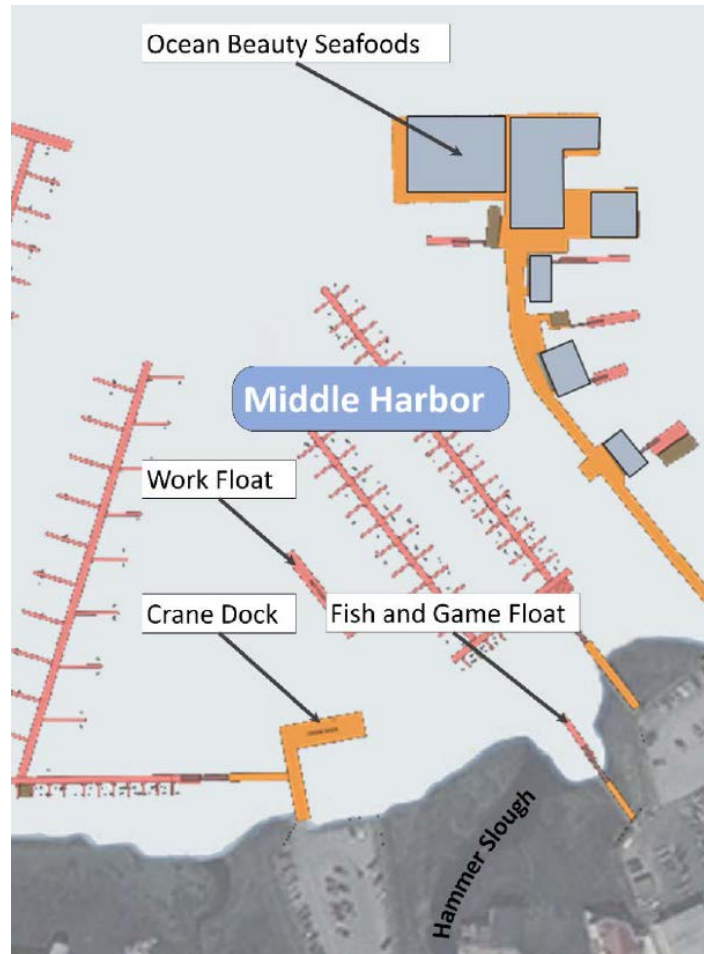 Ocean Beauty Seafoods
Middle Harbor
Work Float
Crane Dock
Fish and Game Float
Hammer Slough